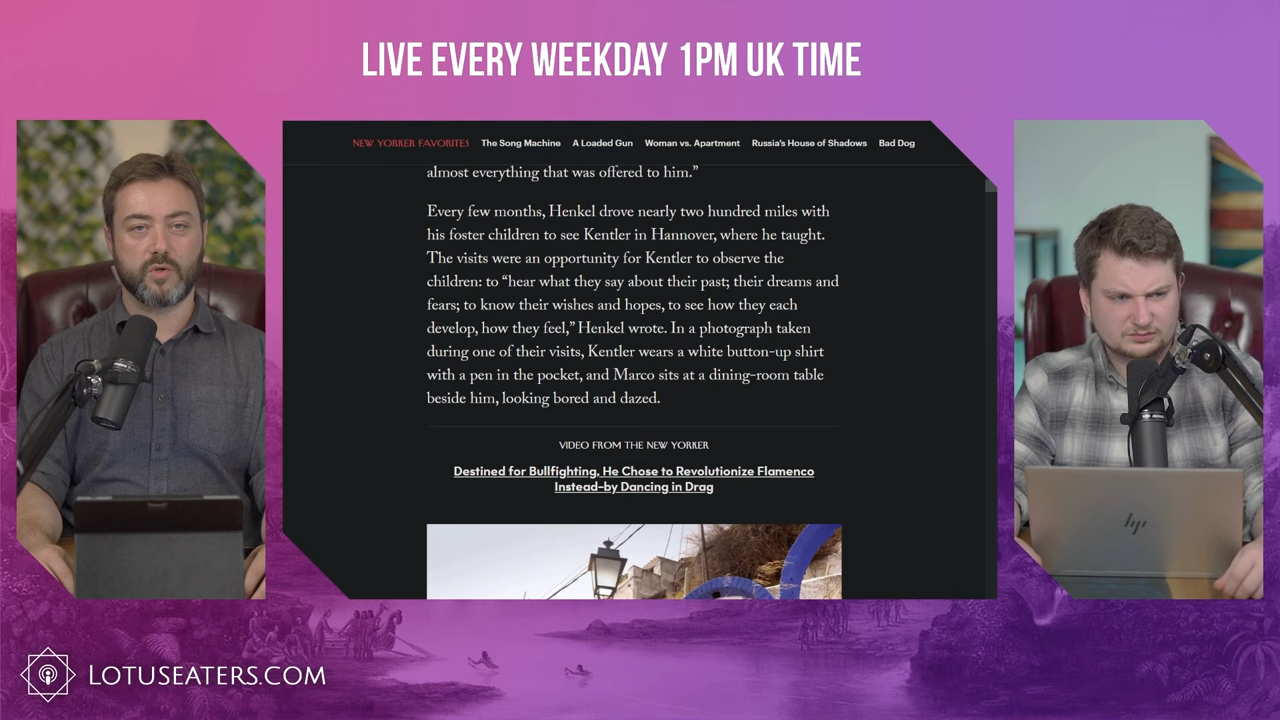 LIVE EVERY WEEKDAY 1PM UK TIME
NEW YORKER FAVORITES The Song Machine A Loaded Gun Woman vs. Apartment Russia's House of Shadows Bad Dog
almost everything that was offered to him.”
Every few months, Henkel drove nearly two hundred miles with
his foster children to see Kentler in Hannover, where he taught.
The visits were an opportunity for Kentler to observe the
children: to “hear what they say about their past; their dreams and
fears; to know their wishes and hopes, to see how they each
develop, how they feel,” Henkel wrote. In a photograph taken
during one of their visits, Kentler wears a white button-up shirt
with a pen in the pocket, and Marco sits at a dining-room table
beside him, looking bored and dazed.
VIDEO FROM THE NEW YORKER
Destined for Bullfighting, He Chose to Revolutionize Flamenco
Instead–by Dancing in Drag
hp
LOTUSEATERS.COM